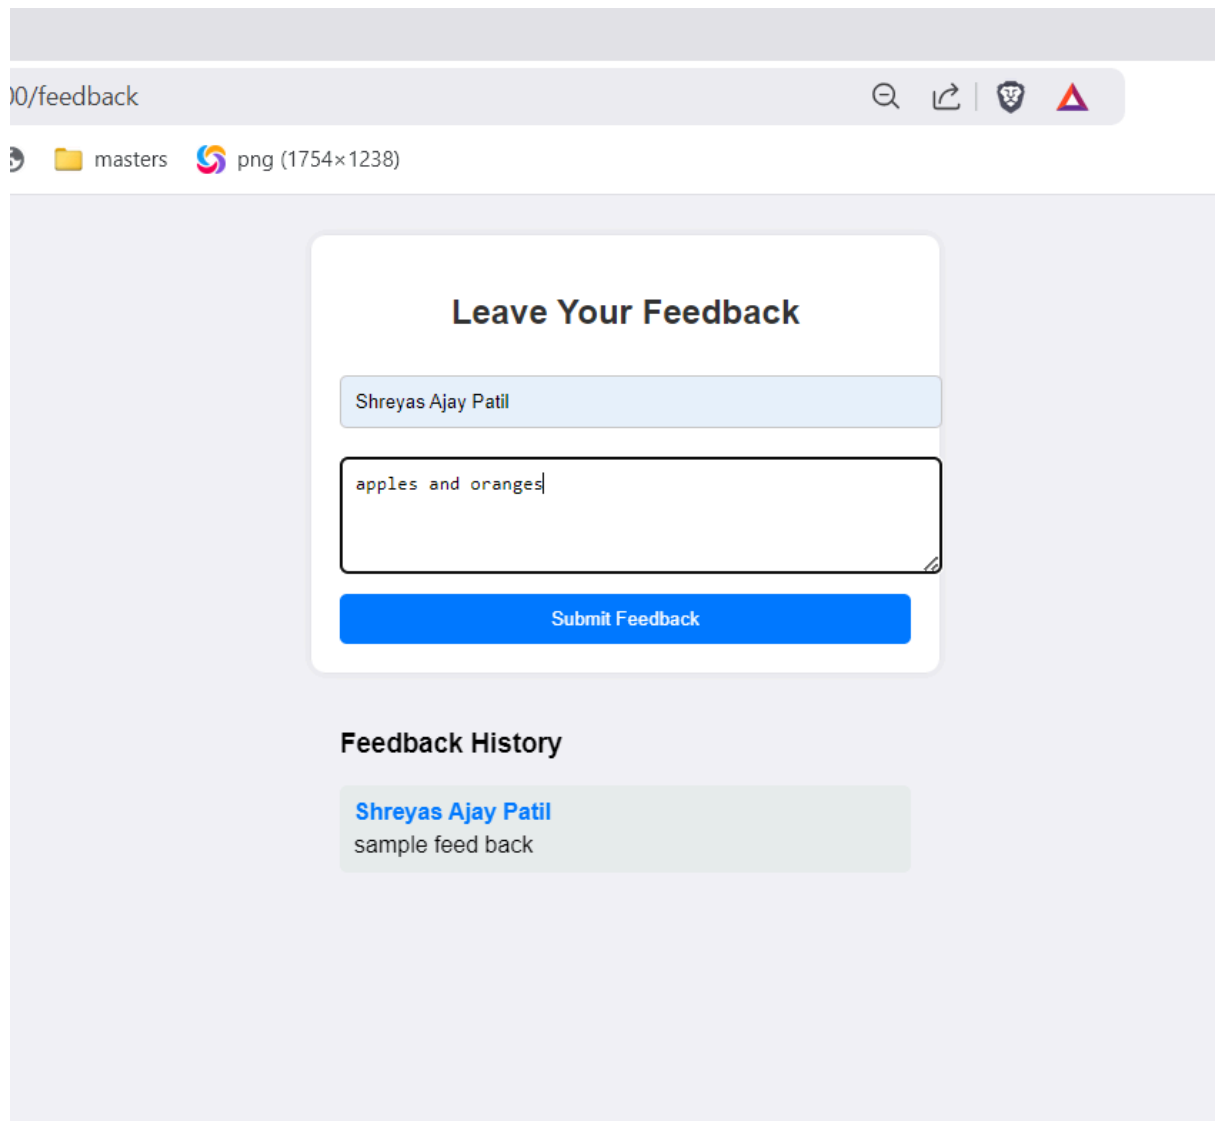 00/feedback
masters png (1754×1238)
Leave Your Feedback
Shreyas Ajay Patil
apples and oranges
Submit Feedback
Feedback History
Shreyas Ajay Patil
sample feed back